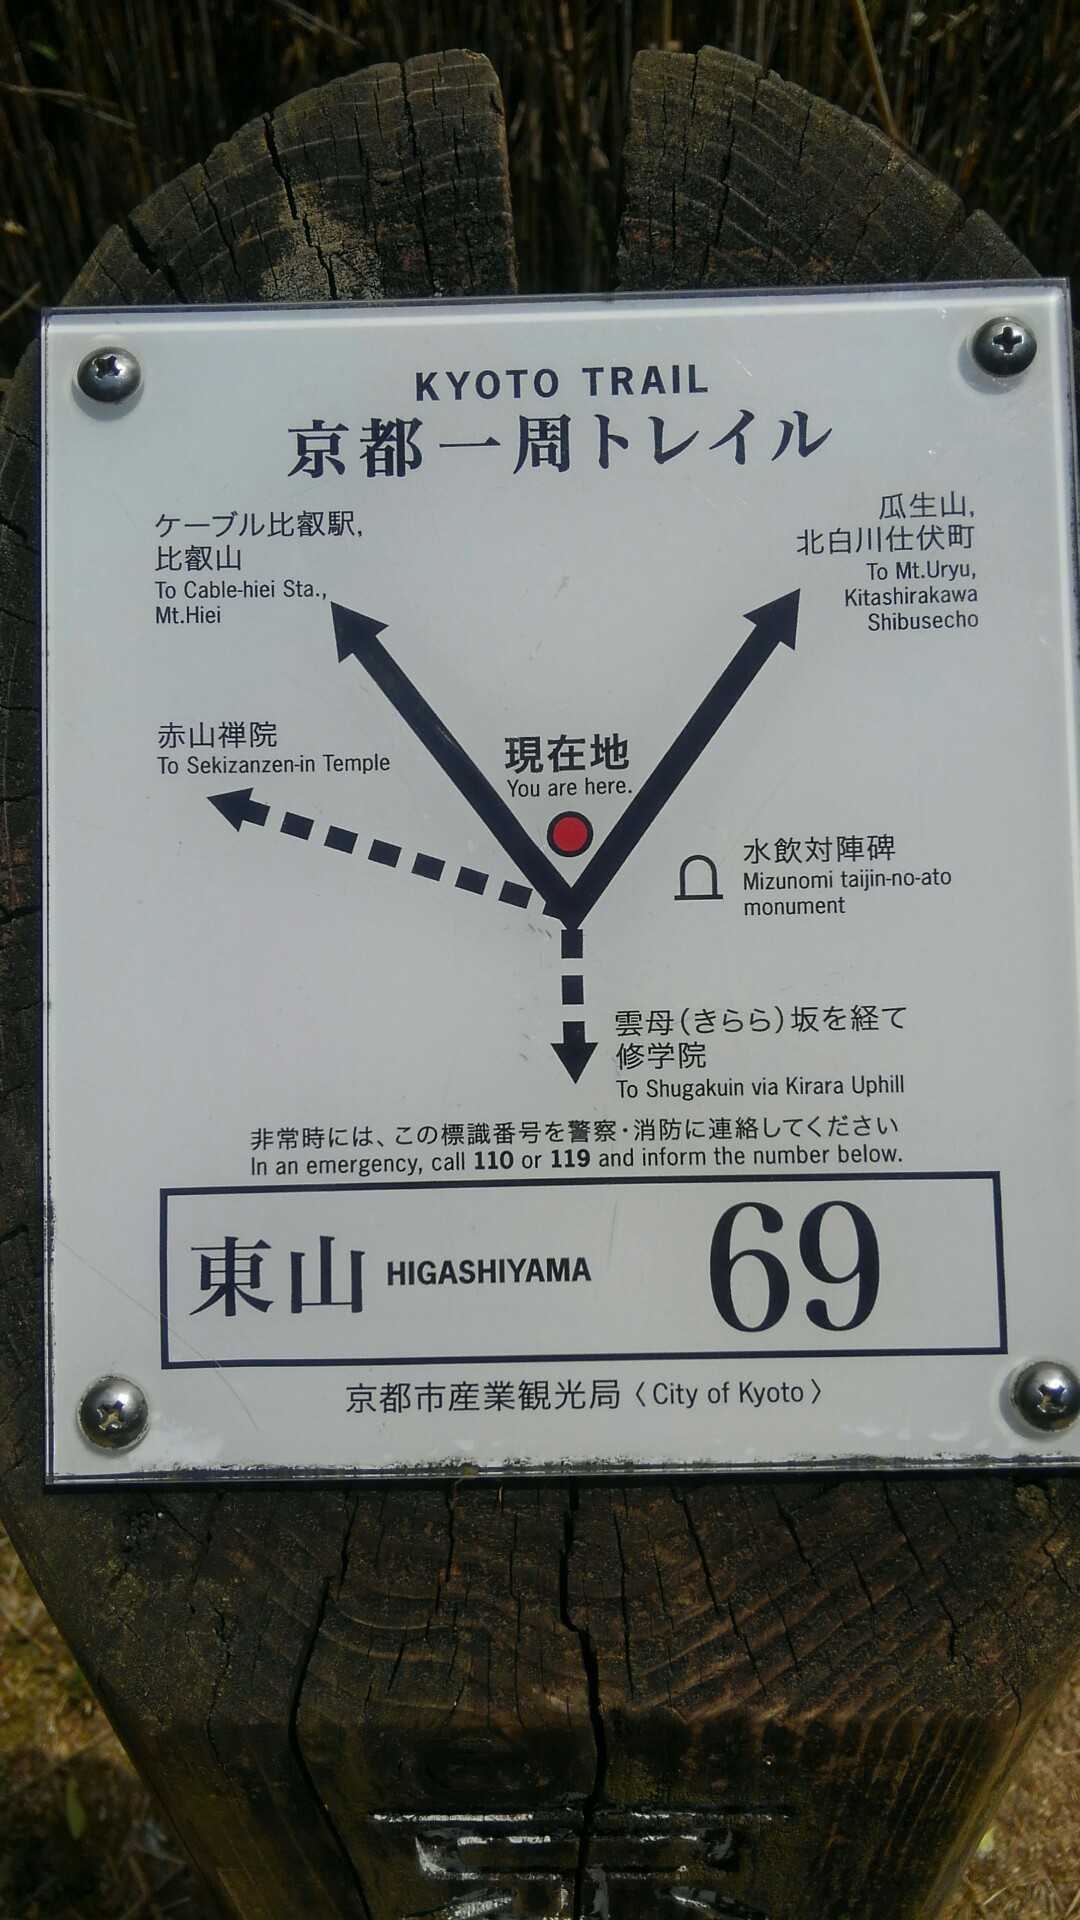 KYOTO TRAIL
京都一周トレイル
ケーブル比叡駅,
比叡山
To Cable-hiei Sta.,
Mt.Hiei
瓜生山,
北白川仕伏町
To Mt.Uryu,
Kitashirakawa
Shibusecho
赤山禅院
To Sekizanzen-in Temple
現在地
You are here.
水飲対陣碑
Mizunomi taijin-no-ato
monument
雲母(きらら)坂を経て
修学院
To Shugakuin via Kirara Uphill
非常時には、この標識番号を警察・消防に連絡してください
In an emergency, call 110 or 119 and inform the number below.
東山 HIGASHIYAMA 69
京都市産業観光局〈City of Kyoto〉